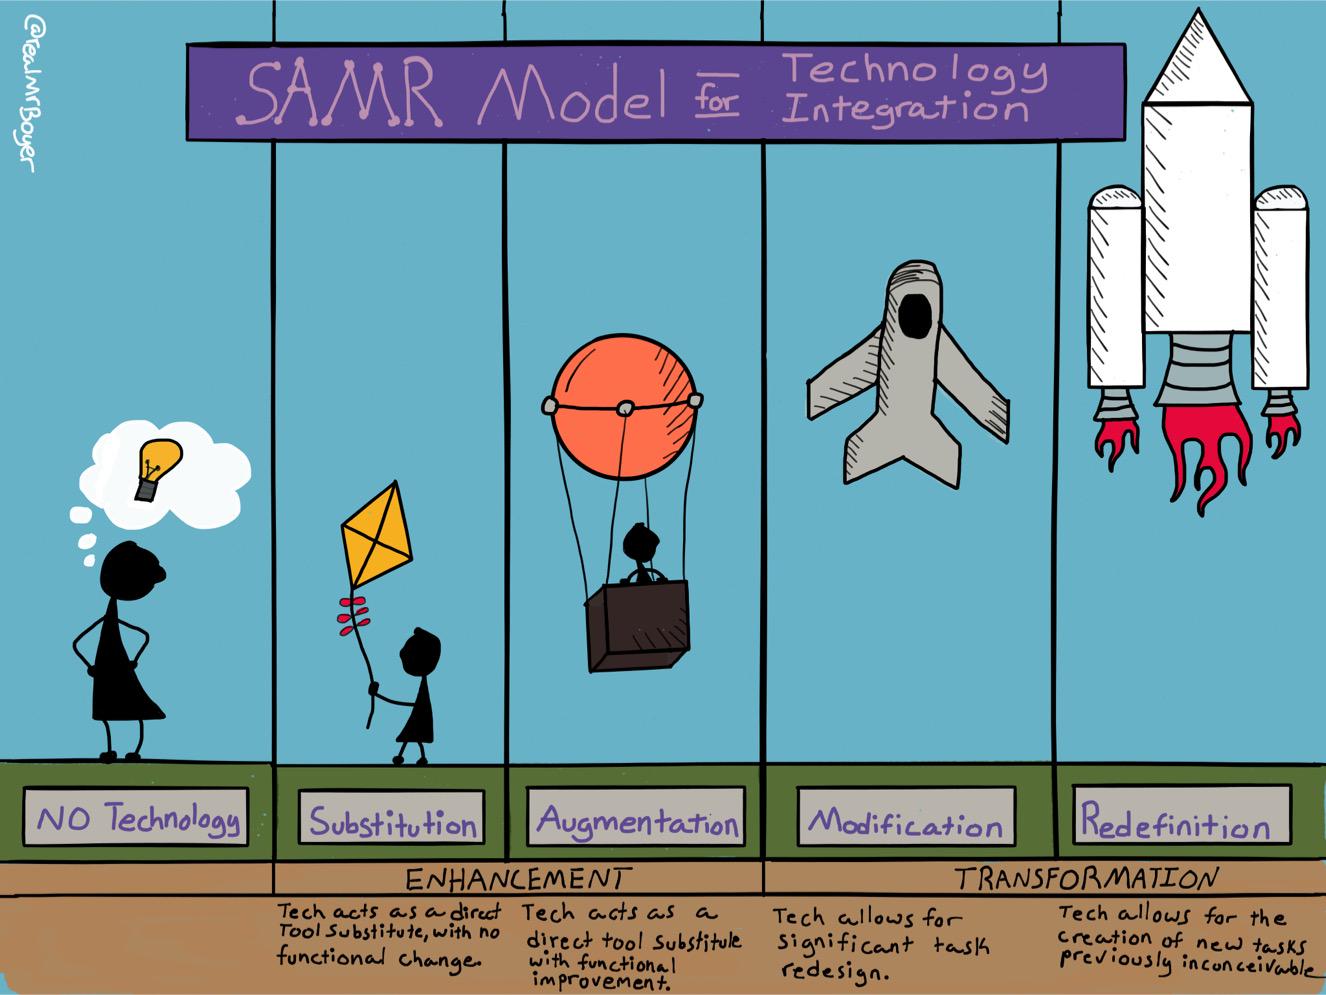 @realMrBoyer
SAMR Model for Technology
Integration
NO Technology
Substitution
Augmentation
Modification
Redefinition
ENHANCEMENT
TRANSFORMATION
Tech acts as a direct
Tool Substitute, with no
functional change.
Tech acts as a
direct tool Substitute
with functional
improvement.
Tech allows for
significant task
redesign.
Tech allows for the
creation of new tasks
previously inconceivable